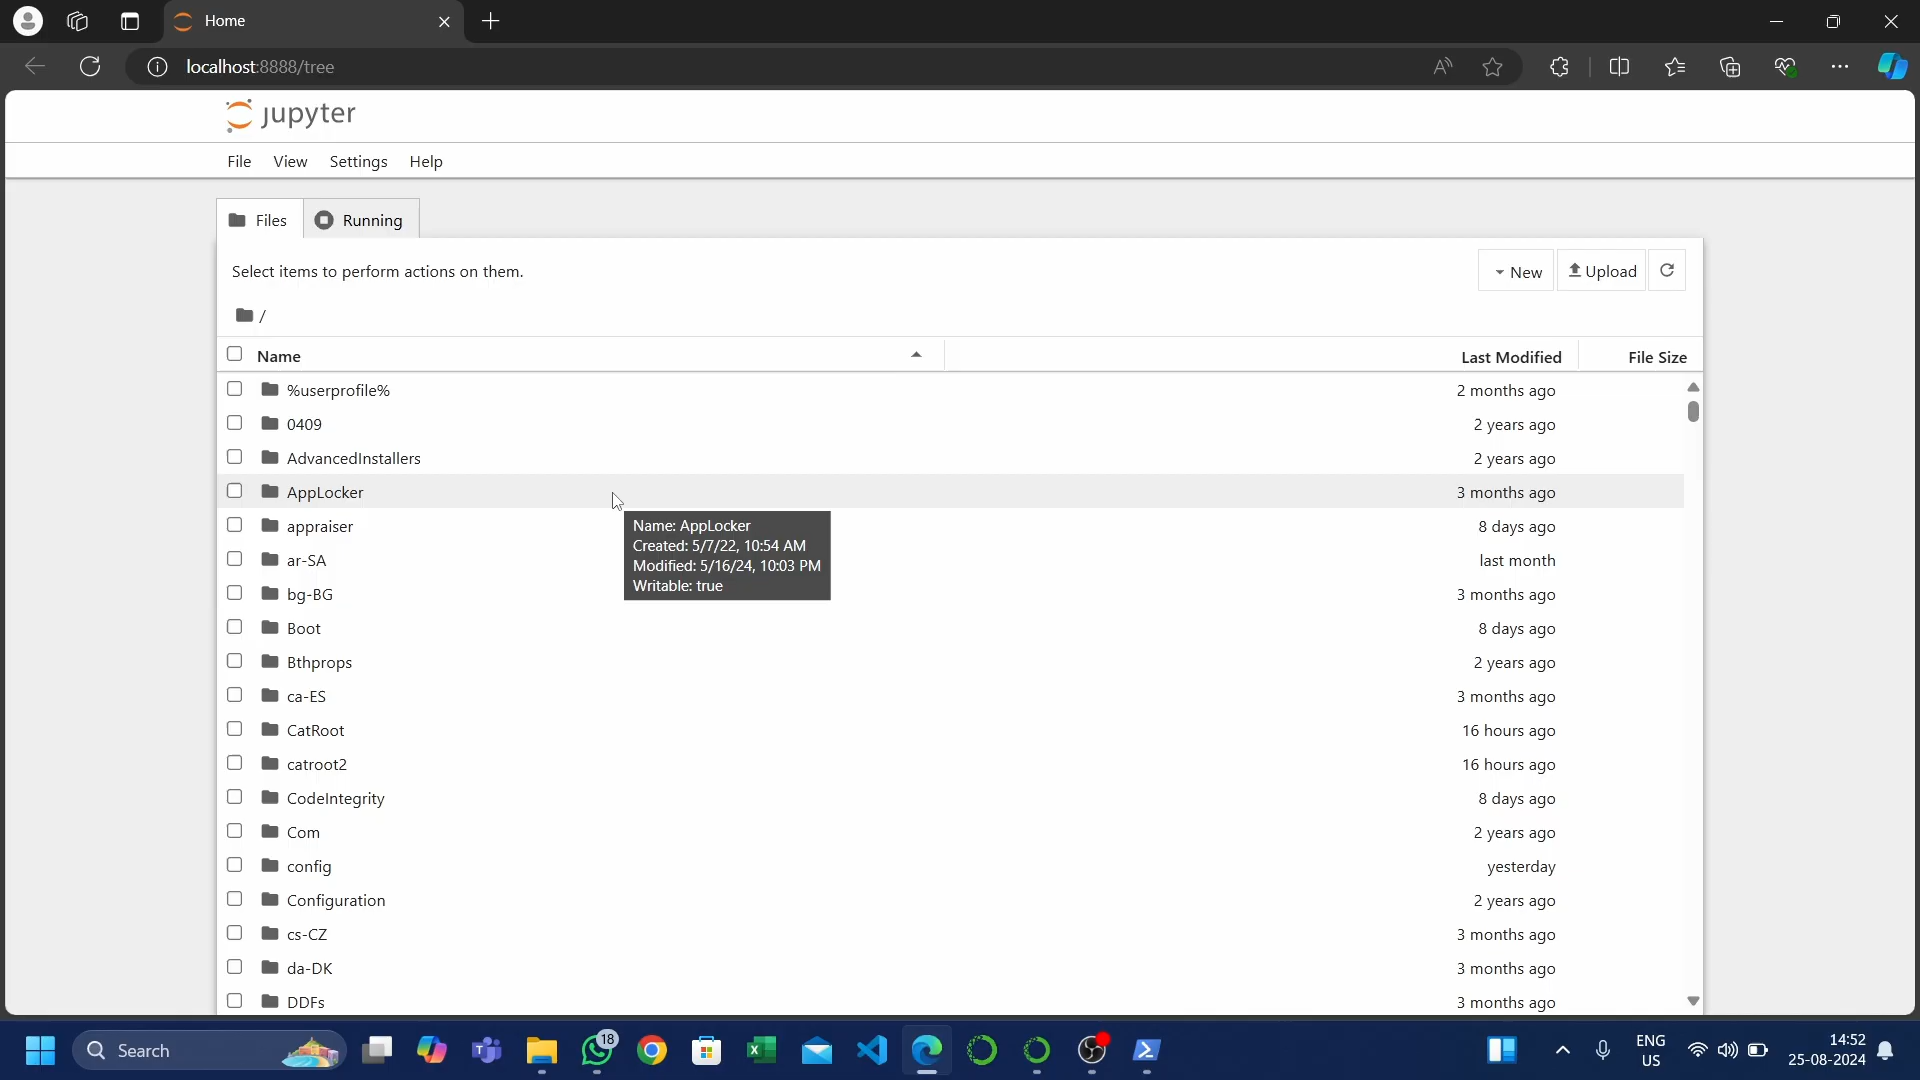 Home
localhost:8888/tree
jupyter
File View Settings Help
Files Running
Select items to perform actions on them.
New Upload
/
Name Last Modified File Size
%userprofile% 2 months ago
0409 2 years ago
AdvancedInstallers 2 years ago
AppLocker 3 months ago
appraiser 8 days ago
ar-SA last month
bg-BG 3 months ago
Boot 8 days ago
Bthprops 2 years ago
ca-ES 3 months ago
CatRoot 16 hours ago
catroot2 16 hours ago
CodeIntegrity 8 days ago
Com 2 years ago
config yesterday
Configuration 2 years ago
cs-CZ 3 months ago
da-DK 3 months ago
DDFs 3 months ago
Name: AppLocker
Created: 5/7/22, 10:54 AM
Modified: 5/16/24, 10:03 PM
Writable: true
Search
18
ENG
US
14:52
25-08-2024